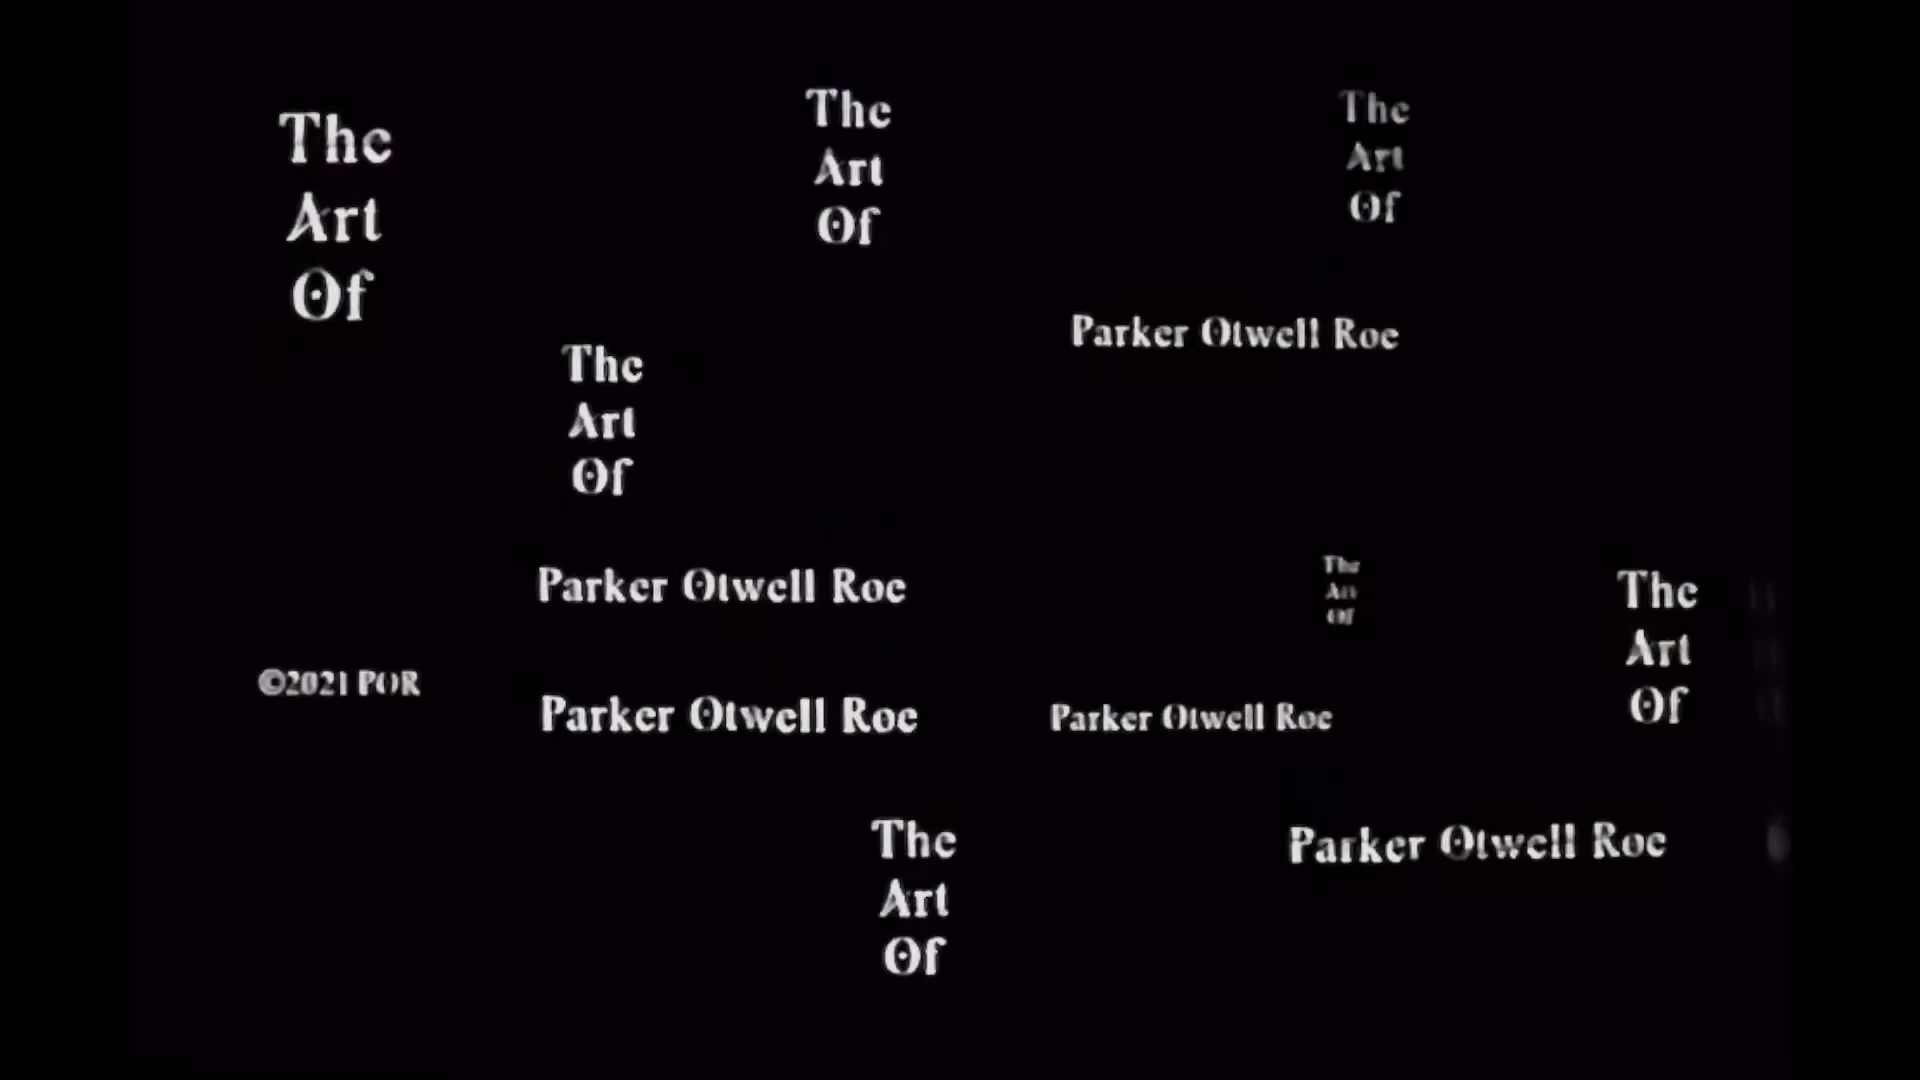 The
Art
Of
The
Art
Of
The
Art
Of
Parker Otwell Roe
The
Art
Of
Parker Otwell Roe
The
Art
Of
The
Art
Of
©2021 POR
Parker Otwell Roe
Parker Otwell Roe
Parker Otwell Roe
The
Art
Of